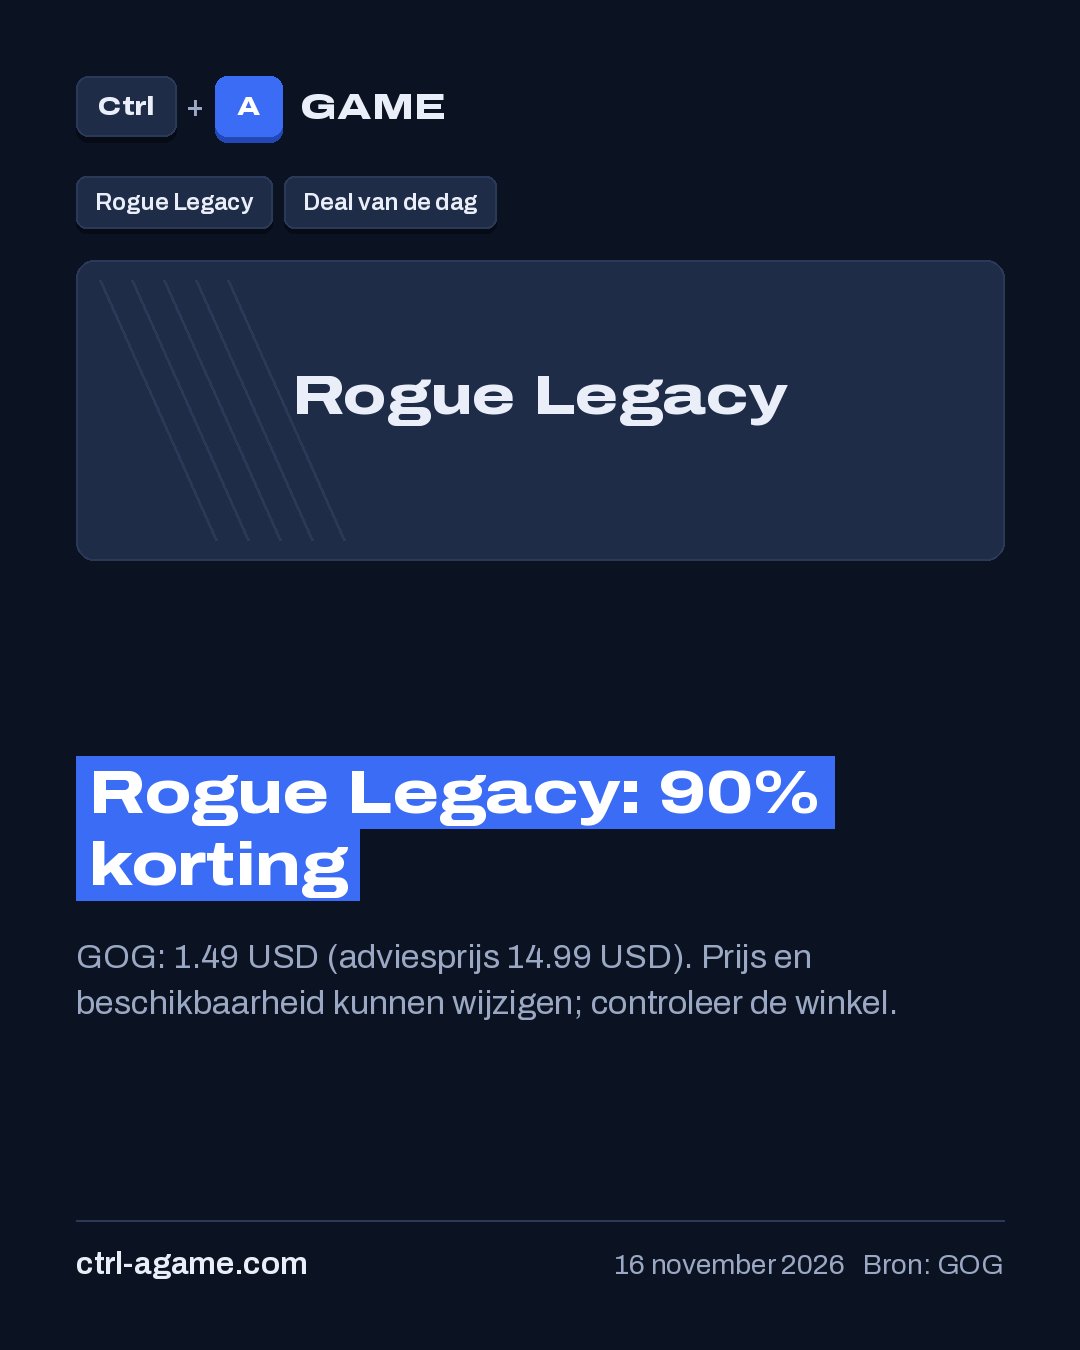 Ctrl + A GAME
Rogue Legacy Deal van de dag
Rogue Legacy
Rogue Legacy: 90%
korting
GOG: 1.49 USD (adviesprijs 14.99 USD). Prijs en
beschikbaarheid kunnen wijzigen; controleer de winkel.
ctrl-agame.com 16 november 2026 Bron: GOG